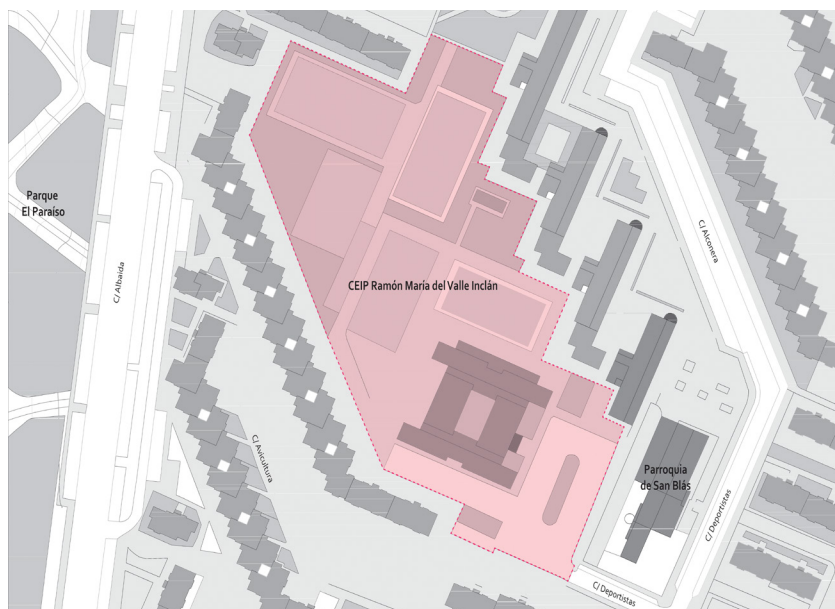 Parque
El Paraíso
C/ Albaida
CEIP Ramón María del Valle Inclán
C/ Alconera
C/ Avicultura
Parroquia
de San Blás
C/ Deportistas
C/ Deportistas